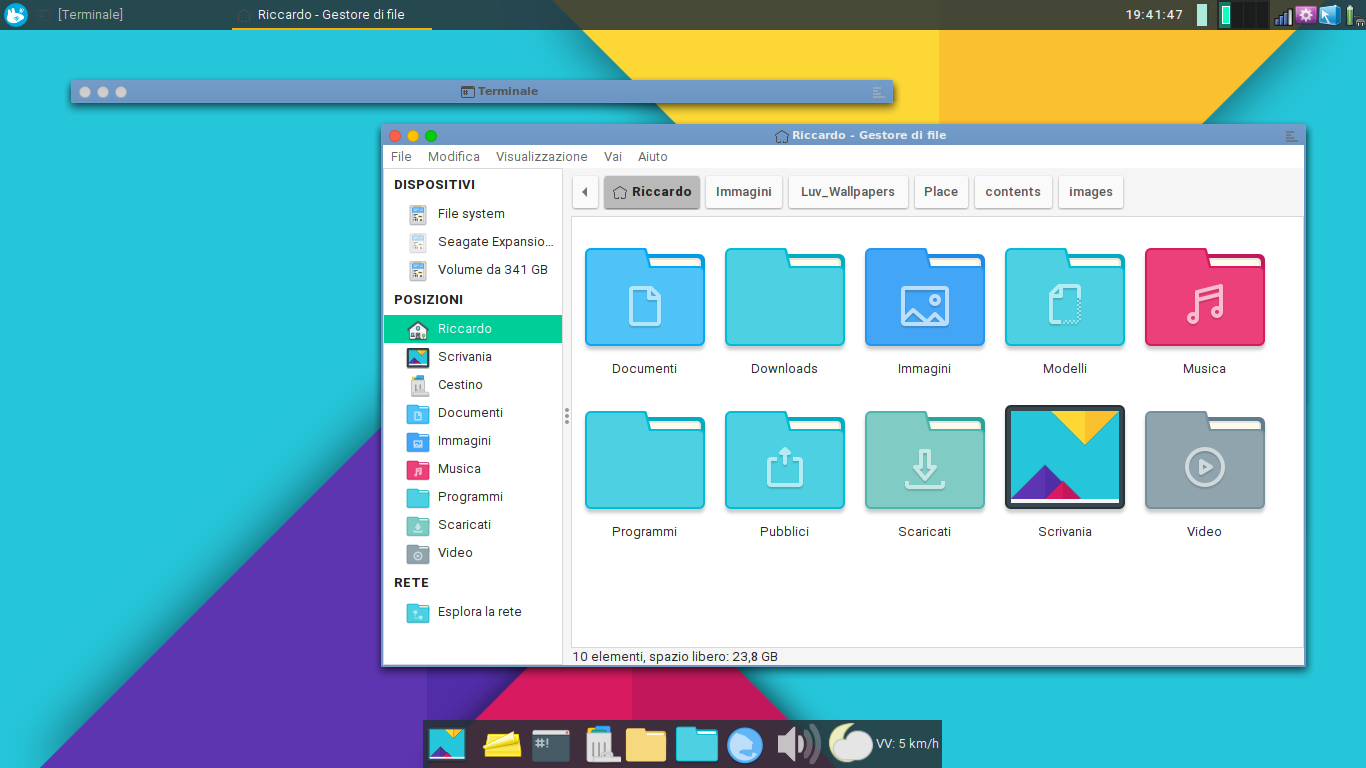 [Terminale]
Riccardo - Gestore di file
19:41:47
Terminale
Riccardo - Gestore di file
File Modifica Visualizzazione Vai Aiuto
DISPOSITIVI
File system
Seagate Expansio...
Volume da 341 GB
POSIZIONI
Riccardo
Scrivania
Cestino
Documenti
Immagini
Musica
Programmi
Scaricati
Video
RETE
Esplora la rete
Riccardo Immagini Luv_Wallpapers Place contents images
Documenti Downloads Immagini Modelli Musica
Programmi Pubblici Scaricati Scrivania Video
10 elementi, spazio libero: 23,8 GB
#!
VV: 5 km/h